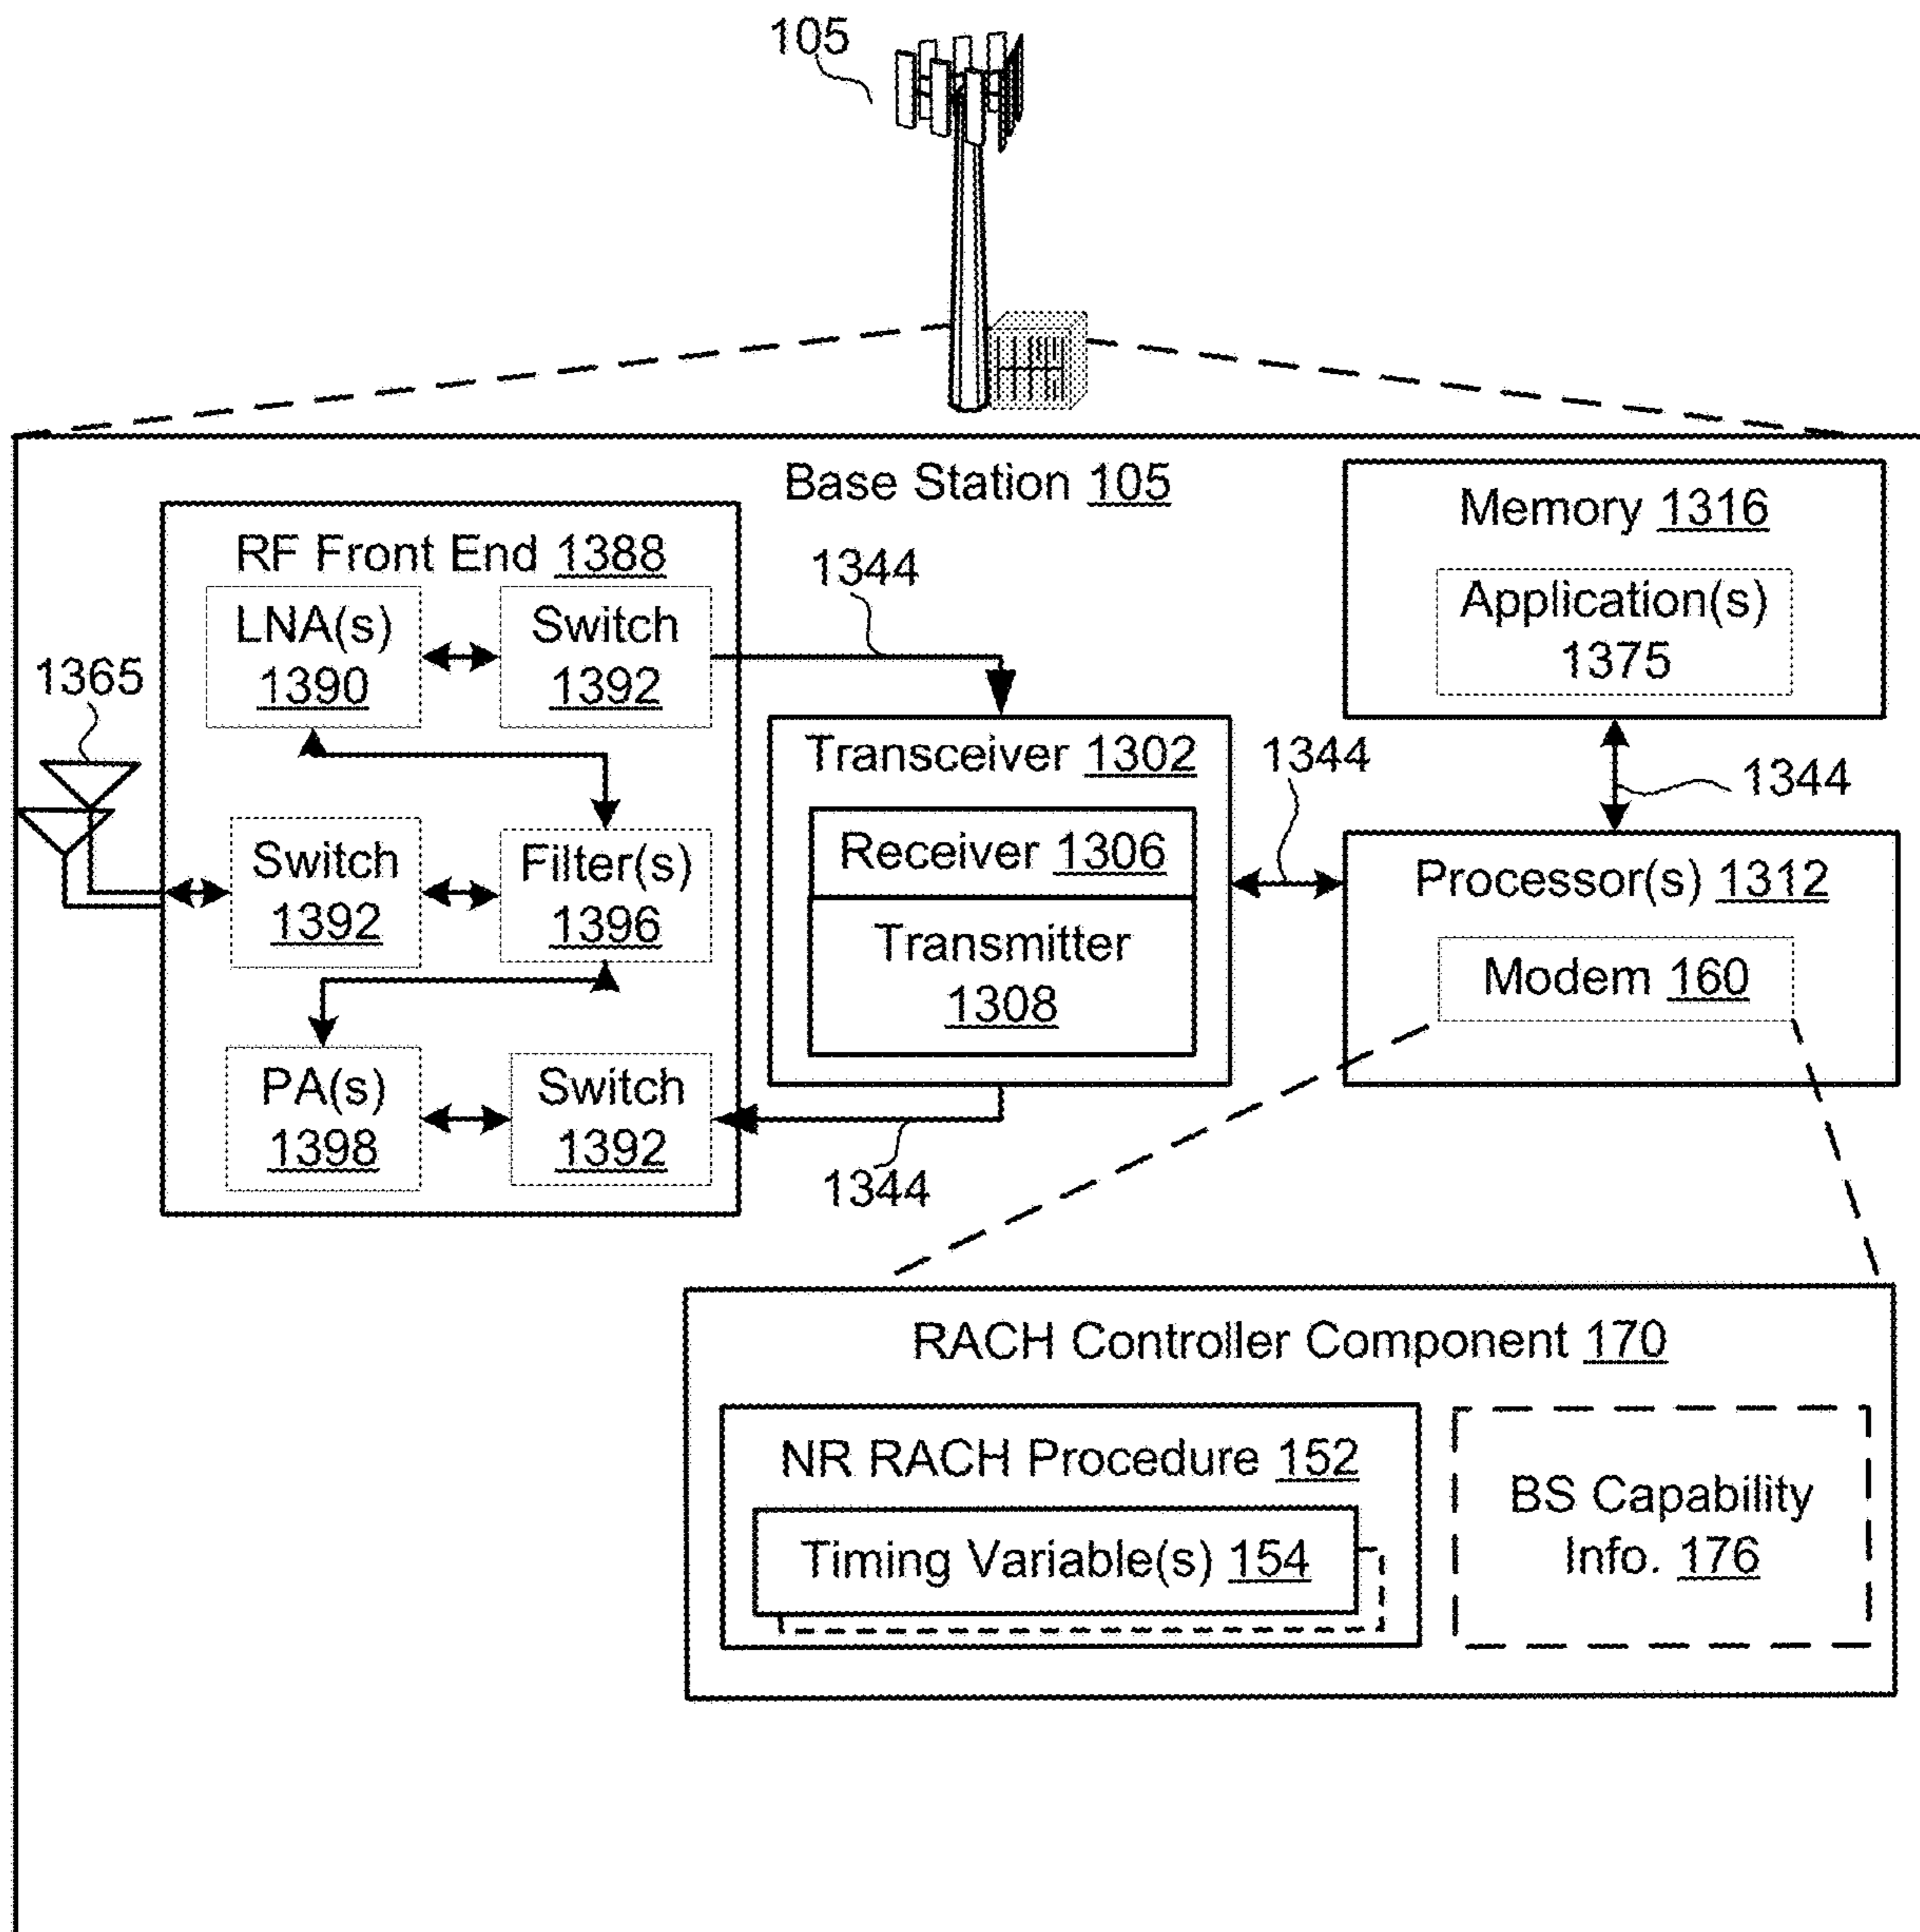 105
Base Station 105
RF Front End 1388
LNA(s)
1390
Switch
1392
1344
1365
Switch
1392
Filter(s)
1396
PA(s)
1398
Switch
1392
1344
Transceiver 1302
Receiver 1306
Transmitter
1308
1344
Memory 1316
Application(s)
1375
1344
Processor(s) 1312
Modem 160
RACH Controller Component 170
NR RACH Procedure 152
Timing Variable(s) 154
BS Capability
Info. 176